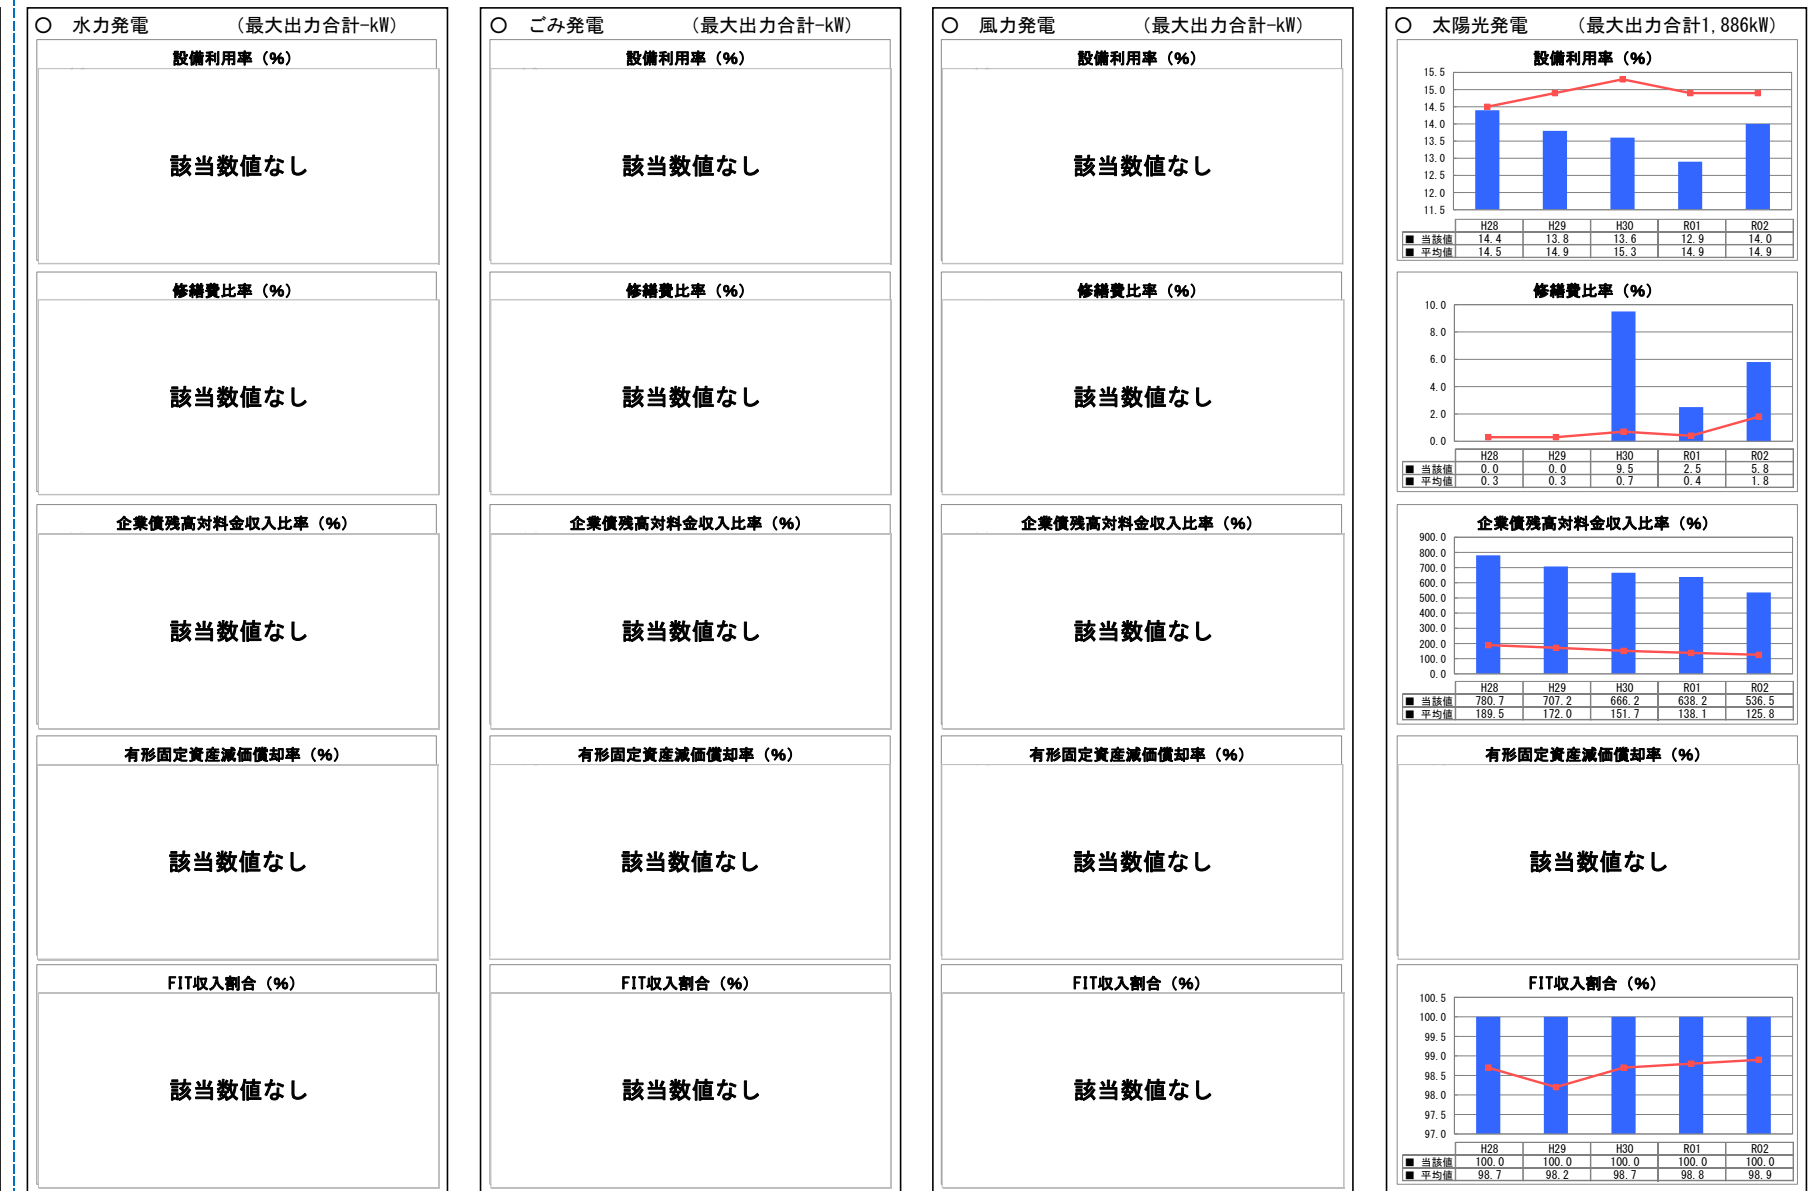 ○ 水力発電 （最大出力合計-kW）
設備利用率（%）
該当数値なし
修繕費比率（%）
該当数値なし
企業債残高対料金収入比率（%）
該当数値なし
有形固定資産減価償却率（%）
該当数値なし
FIT収入割合（%）
該当数値なし
○ ごみ発電 （最大出力合計-kW）
設備利用率（%）
該当数値なし
修繕費比率（%）
該当数値なし
企業債残高対料金収入比率（%）
該当数値なし
有形固定資産減価償却率（%）
該当数値なし
FIT収入割合（%）
該当数値なし
○ 風力発電 （最大出力合計-kW）
設備利用率（%）
該当数値なし
修繕費比率（%）
該当数値なし
企業債残高対料金収入比率（%）
該当数値なし
有形固定資産減価償却率（%）
該当数値なし
FIT収入割合（%）
該当数値なし
○ 太陽光発電 （最大出力合計1,886kW）
設備利用率（%）
15.5
15.0
14.5
14.0
13.5
13.0
12.5
12.0
11.5
H28 H29 H30 R01 R02
■ 当該値 14.4 13.8 13.6 12.9 14.0
■ 平均値 14.5 14.9 15.3 14.9 14.9
修繕費比率（%）
10.0
8.0
6.0
4.0
2.0
0.0
H28 H29 H30 R01 R02
■ 当該値 0.0 0.0 9.5 2.5 5.8
■ 平均値 0.3 0.3 0.7 0.4 1.8
企業債残高対料金収入比率（%）
900.0
800.0
700.0
600.0
500.0
400.0
300.0
200.0
100.0
0.0
H28 H29 H30 R01 R02
■ 当該値 780.7 707.2 666.2 638.2 536.5
■ 平均値 189.5 172.0 151.7 138.1 125.8
有形固定資産減価償却率（%）
該当数値なし
FIT収入割合（%）
100.5
100.0
99.5
99.0
98.5
98.0
97.5
97.0
H28 H29 H30 R01 R02
■ 当該値 100.0 100.0 100.0 100.0 100.0
■ 平均値 98.7 98.2 98.7 98.8 98.9